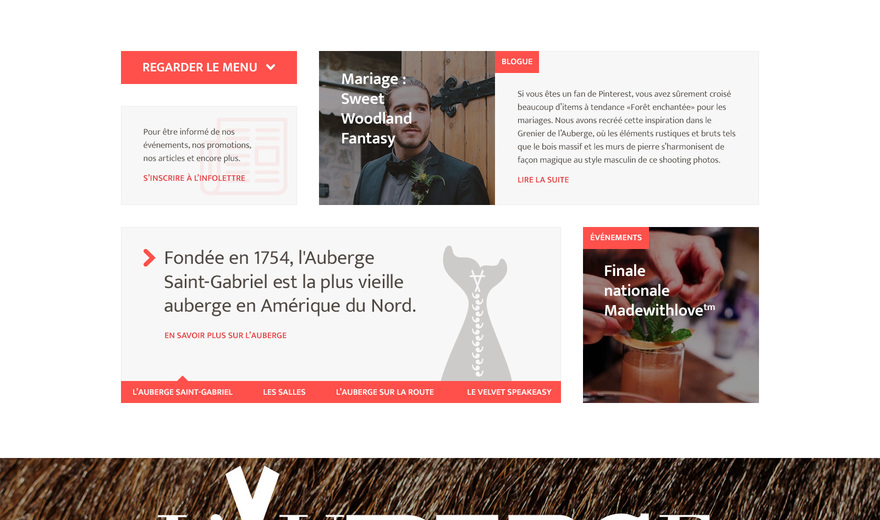 REGARDER LE MENU
Pour être informé de nos
événements, nos promotions,
nos articles et encore plus.
S'INSCRIRE À L'INFOLETTRE
Mariage :
Sweet
Woodland
Fantasy
BLOGUE
Si vous êtes un fan de Pinterest, vous avez sûrement croisé
beaucoup d'items à tendance «Forêt enchantée» pour les
mariages. Nous avons recréé cette inspiration dans le
Grenier de l'Auberge, où les éléments rustiques et bruts tels
que le bois massif et les murs de pierre s'harmonisent de
façon magique au style masculin de ce shooting photos.
LIRE LA SUITE
Fondée en 1754, l'Auberge
Saint-Gabriel est la plus vieille
auberge en Amérique du Nord.
EN SAVOIR PLUS SUR L'AUBERGE
L'AUBERGE SAINT-GABRIEL LES SALLES L'AUBERGE SUR LA ROUTE LE VELVET SPEAKEASY
ÉVÉNEMENTS
Finale
nationale
Madewithlove™